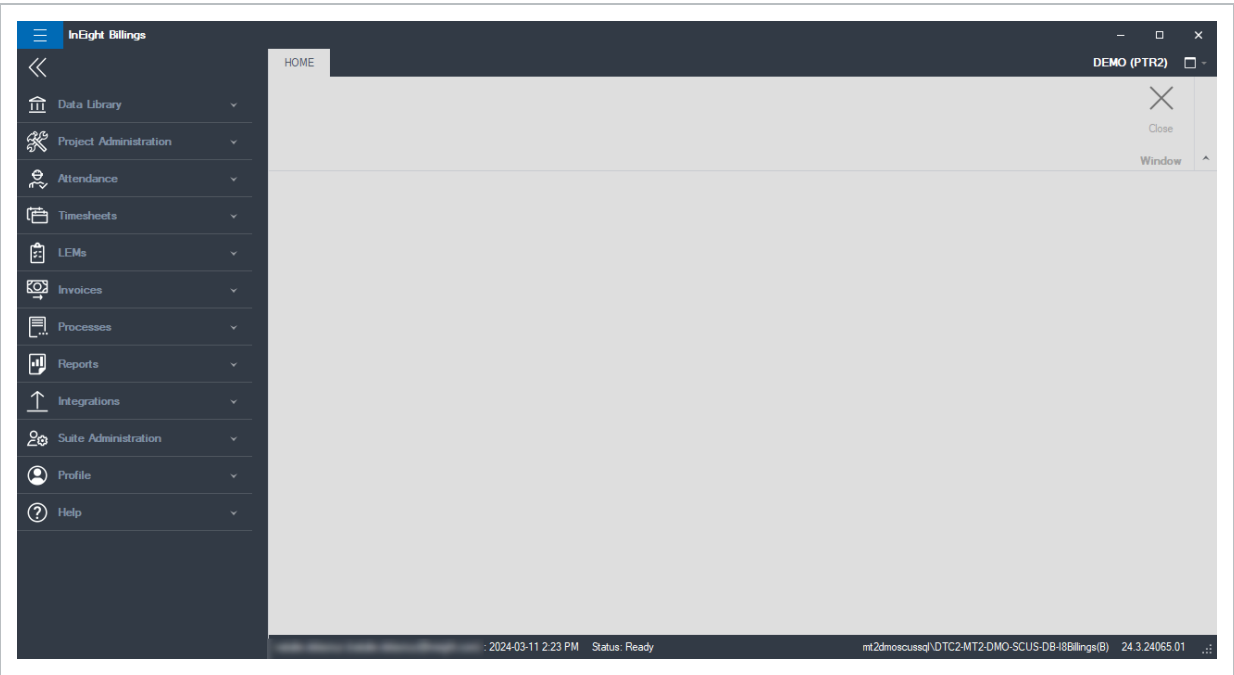 InEight Billings
HOME
DEMO (PTR2)
Data Library
Project Administration
Attendance
Timesheets
LEMs
Invoices
Processes
Reports
Integrations
Suite Administration
Profile
Help
Close
Window
: 2024-03-11 2:23 PM Status: Ready
mt2dmoscussql\DTC2-MT2-DMO-SCUS-DB-I8Billings(B) 24.3.24065.01